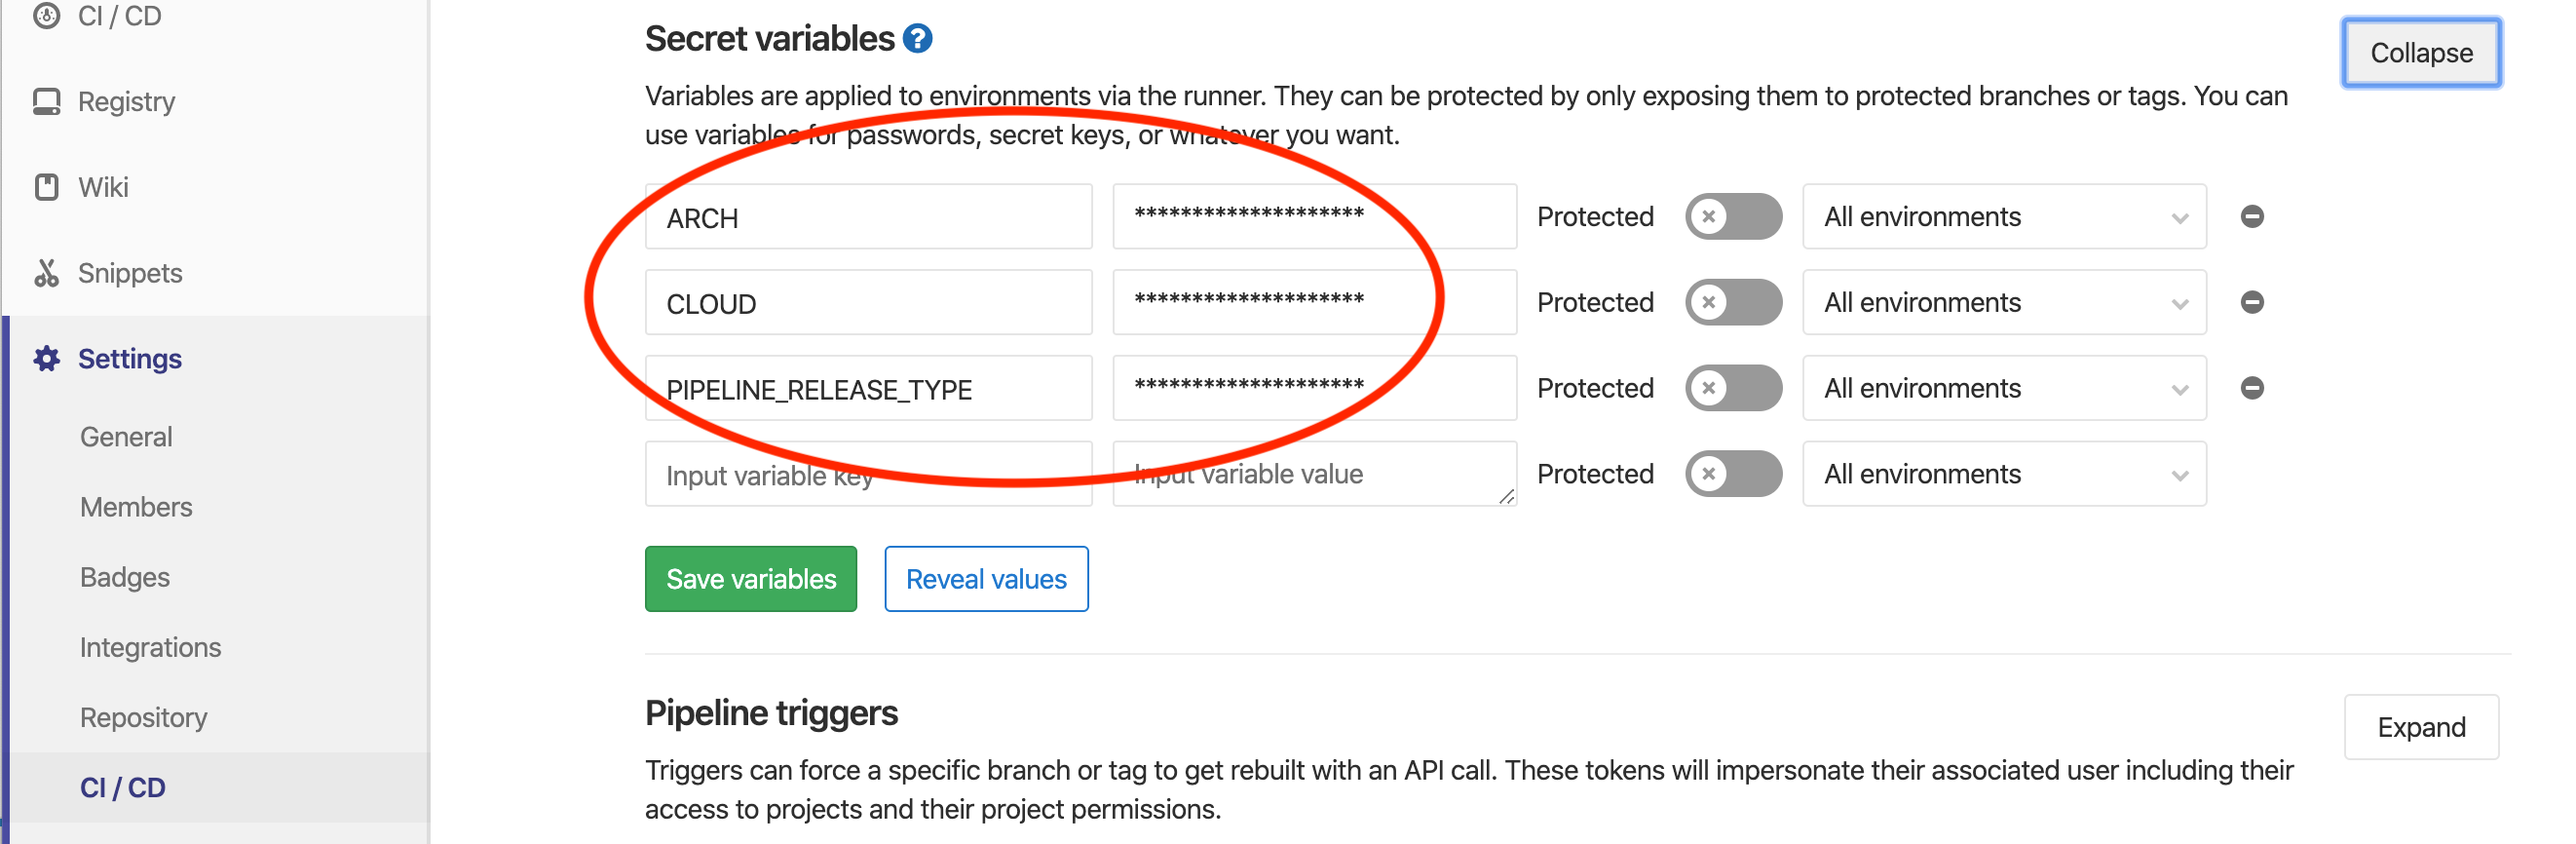 CI / CD
Registry
Wiki
Snippets
Settings
General
Members
Badges
Integrations
Repository
CI / CD
Secret variables ?
Collapse
Variables are applied to environments via the runner. They can be protected by only exposing them to protected branches or tags. You can
use variables for passwords, secret keys, or whatever you want.
ARCH ******************** Protected All environments
CLOUD ******************** Protected All environments
PIPELINE_RELEASE_TYPE ******************** Protected All environments
Input variable key Input variable value Protected All environments
Save variables Reveal values
Pipeline triggers
Expand
Triggers can force a specific branch or tag to get rebuilt with an API call. These tokens will impersonate their associated user including their
access to projects and their project permissions.